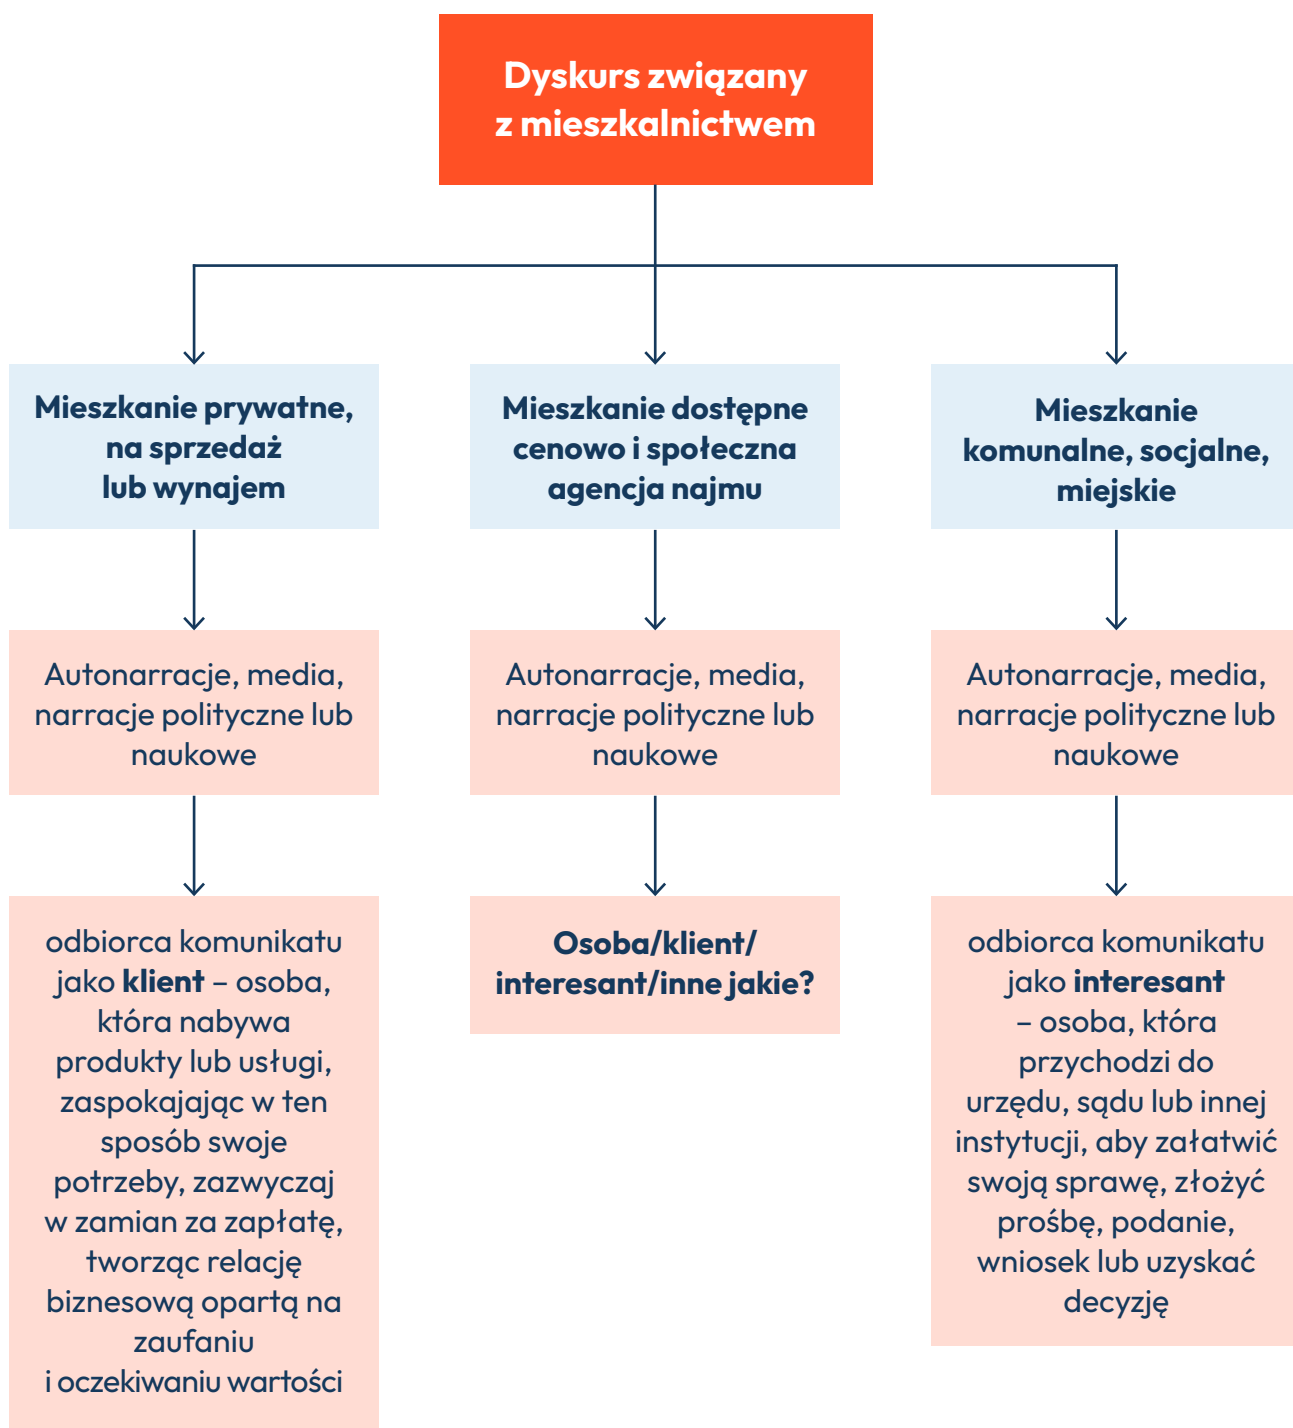 Dyskurs związany
z mieszkalnictwem
Mieszkanie prywatne,
na sprzedaż
lub wynajem
Mieszkanie dostępne
cenowo i społeczna
agencja najmu
Mieszkanie
komunalne, socjalne,
miejskie
Autonarracje, media,
narracje polityczne lub
naukowe
Autonarracje, media,
narracje polityczne lub
naukowe
Autonarracje, media,
narracje polityczne lub
naukowe
odbiorca komunikatu
jako klient – osoba,
która nabywa
produkty lub usługi,
zaspokajając w ten
sposób swoje
potrzeby, zazwyczaj
w zamian za zapłatę,
tworząc relację
biznesową opartą na
zaufaniu
i oczekiwaniu wartości
Osoba/klient/
interesant/inne jakie?
odbiorca komunikatu
jako interesant
– osoba, która
przychodzi do
urzędu, sądu lub innej
instytucji, aby załatwić
swoją sprawę, złożyć
prośbę, podanie,
wniosek lub uzyskać
decyzję